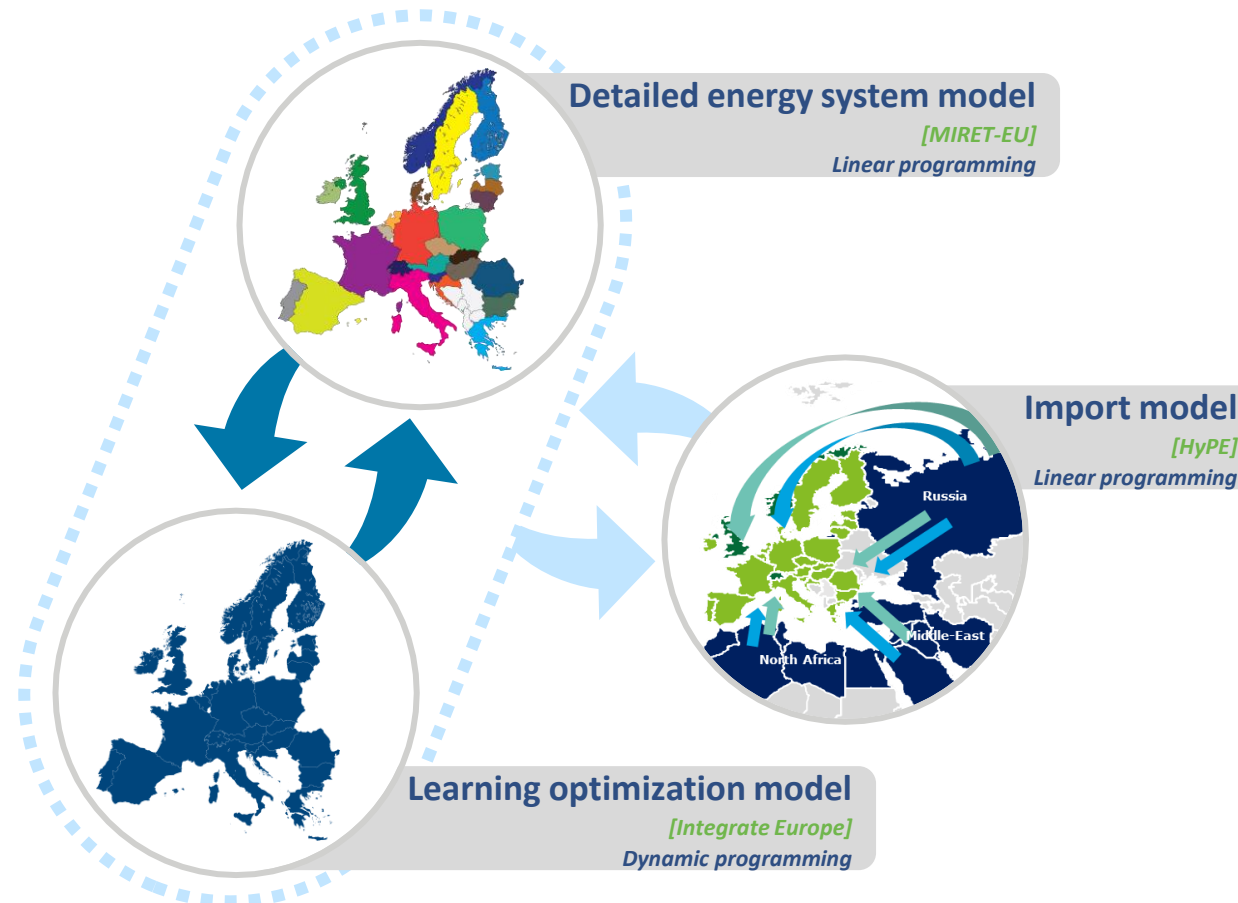 Detailed energy system model
[MIRET-EU]
Linear programming
Import model
[HyPE]
Linear programming
Russia
Middle-East
North Africa
Learning optimization model
[Integrate Europe]
Dynamic programming